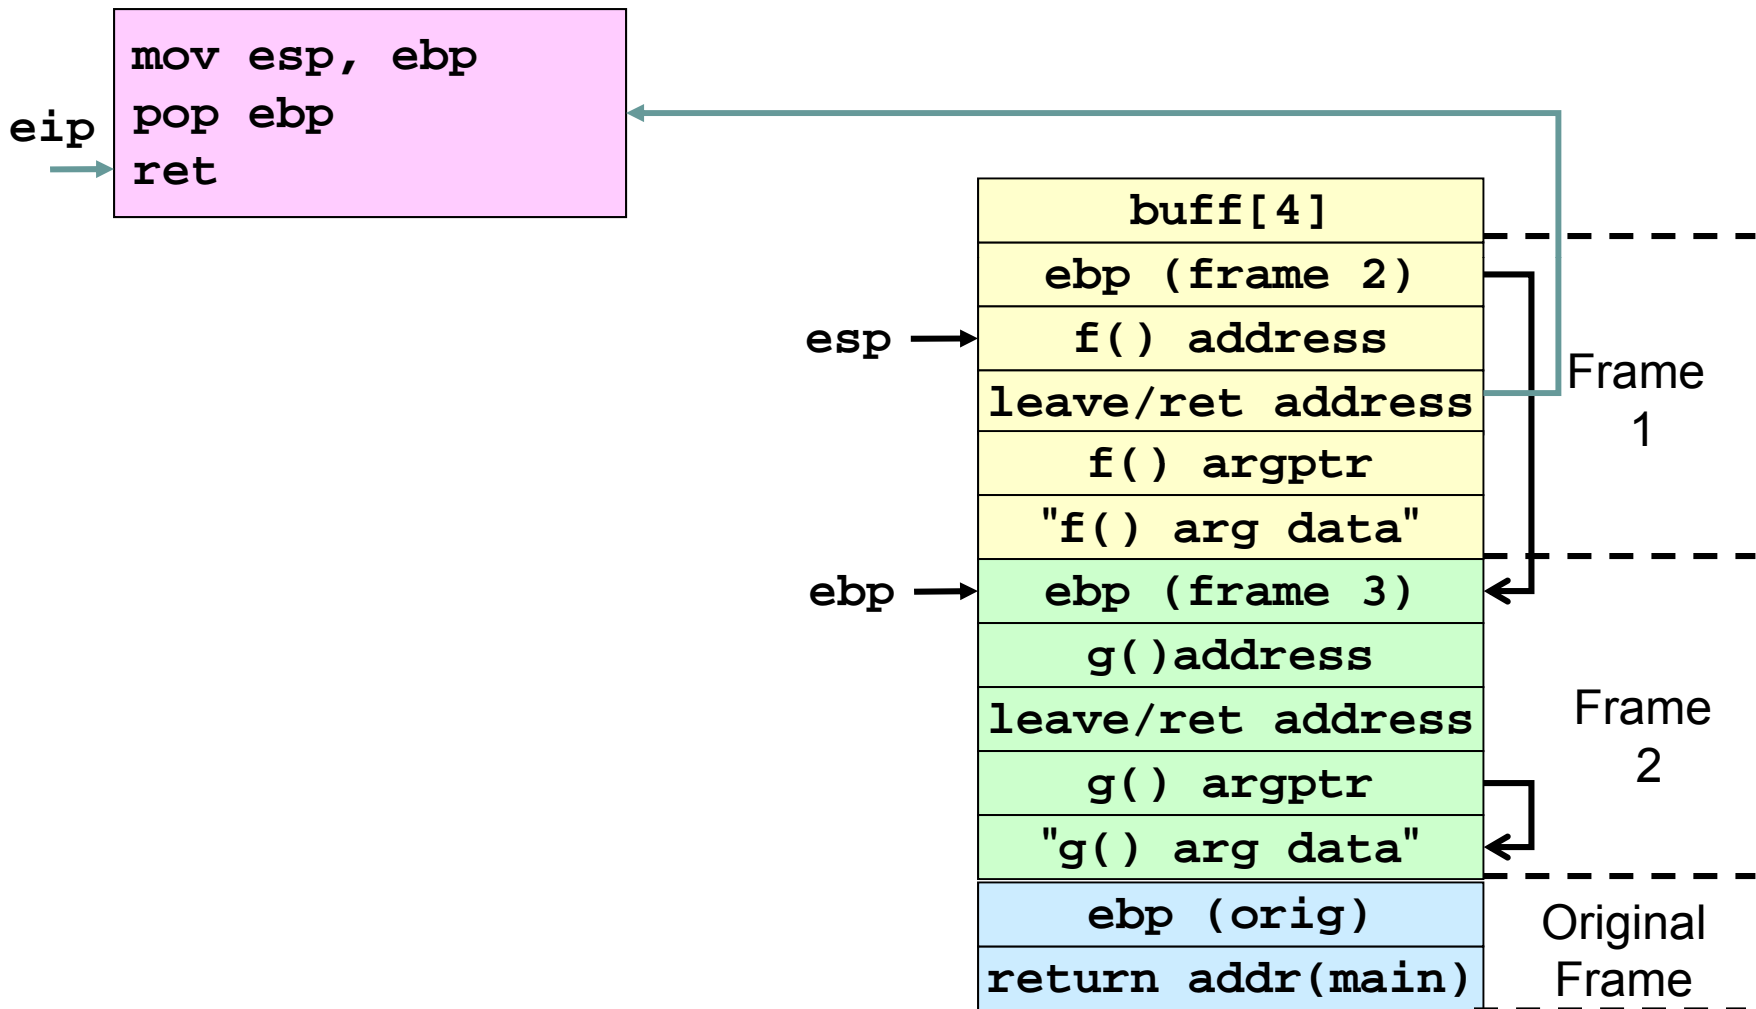 mov esp, ebp
pop ebp
ret
eip
buff[4]
ebp (frame 2)
esp
f() address
leave/ret address
f() argptr
"f() arg data"
Frame
1
ebp
ebp (frame 3)
g()address
leave/ret address
g() argptr
"g() arg data"
Frame
2
ebp (orig)
return addr(main)
Original
Frame